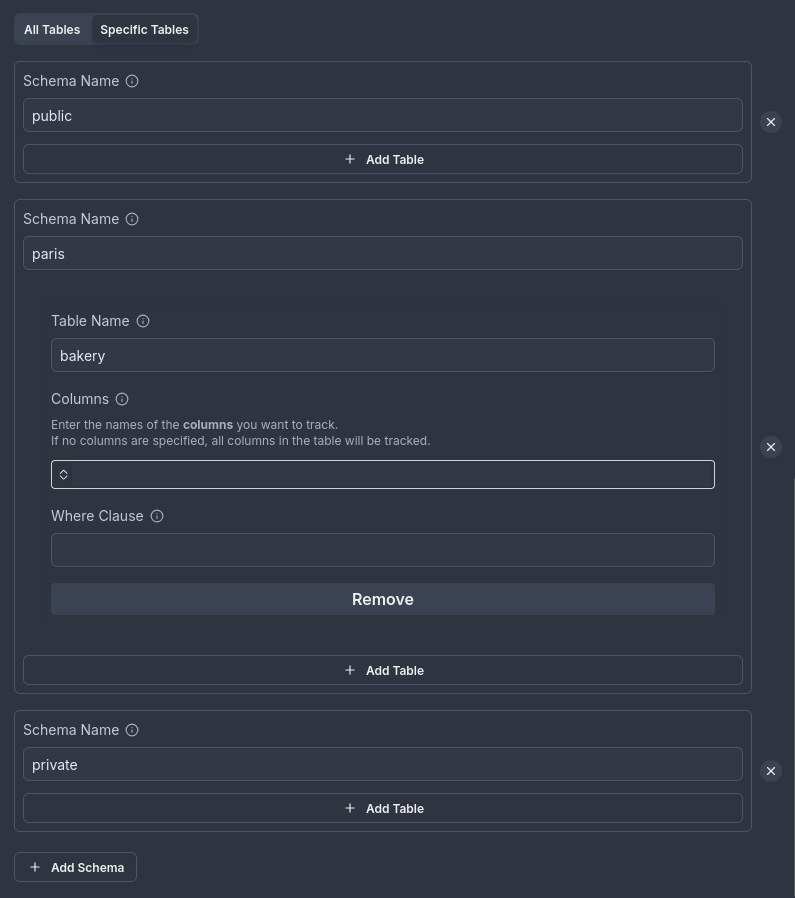 All Tables
Specific Tables
Schema Name
public
Add Table
Schema Name
paris
Table Name
bakery
Columns
Enter the names of the columns you want to track.
If no columns are specified, all columns in the table will be tracked.
Where Clause
Remove
Add Table
Schema Name
private
Add Table
Add Schema